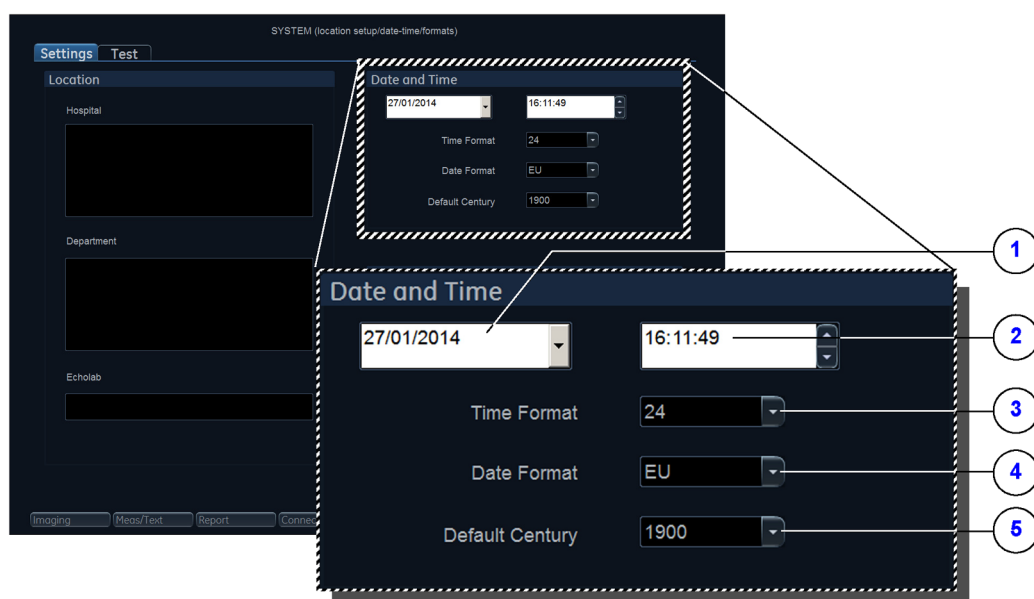 SYSTEM (location setup/date-time/formats)
Settings Test
Location
Hospital
Department
Echolab
Date and Time
27/01/2014 16:11:49
Time Format 24
Date Format EU
Default Century 1900
Imaging Meas/Text Report Connec
Date and Time
27/01/2014 16:11:49
Time Format 24
Date Format EU
Default Century 1900
1
2
3
4
5